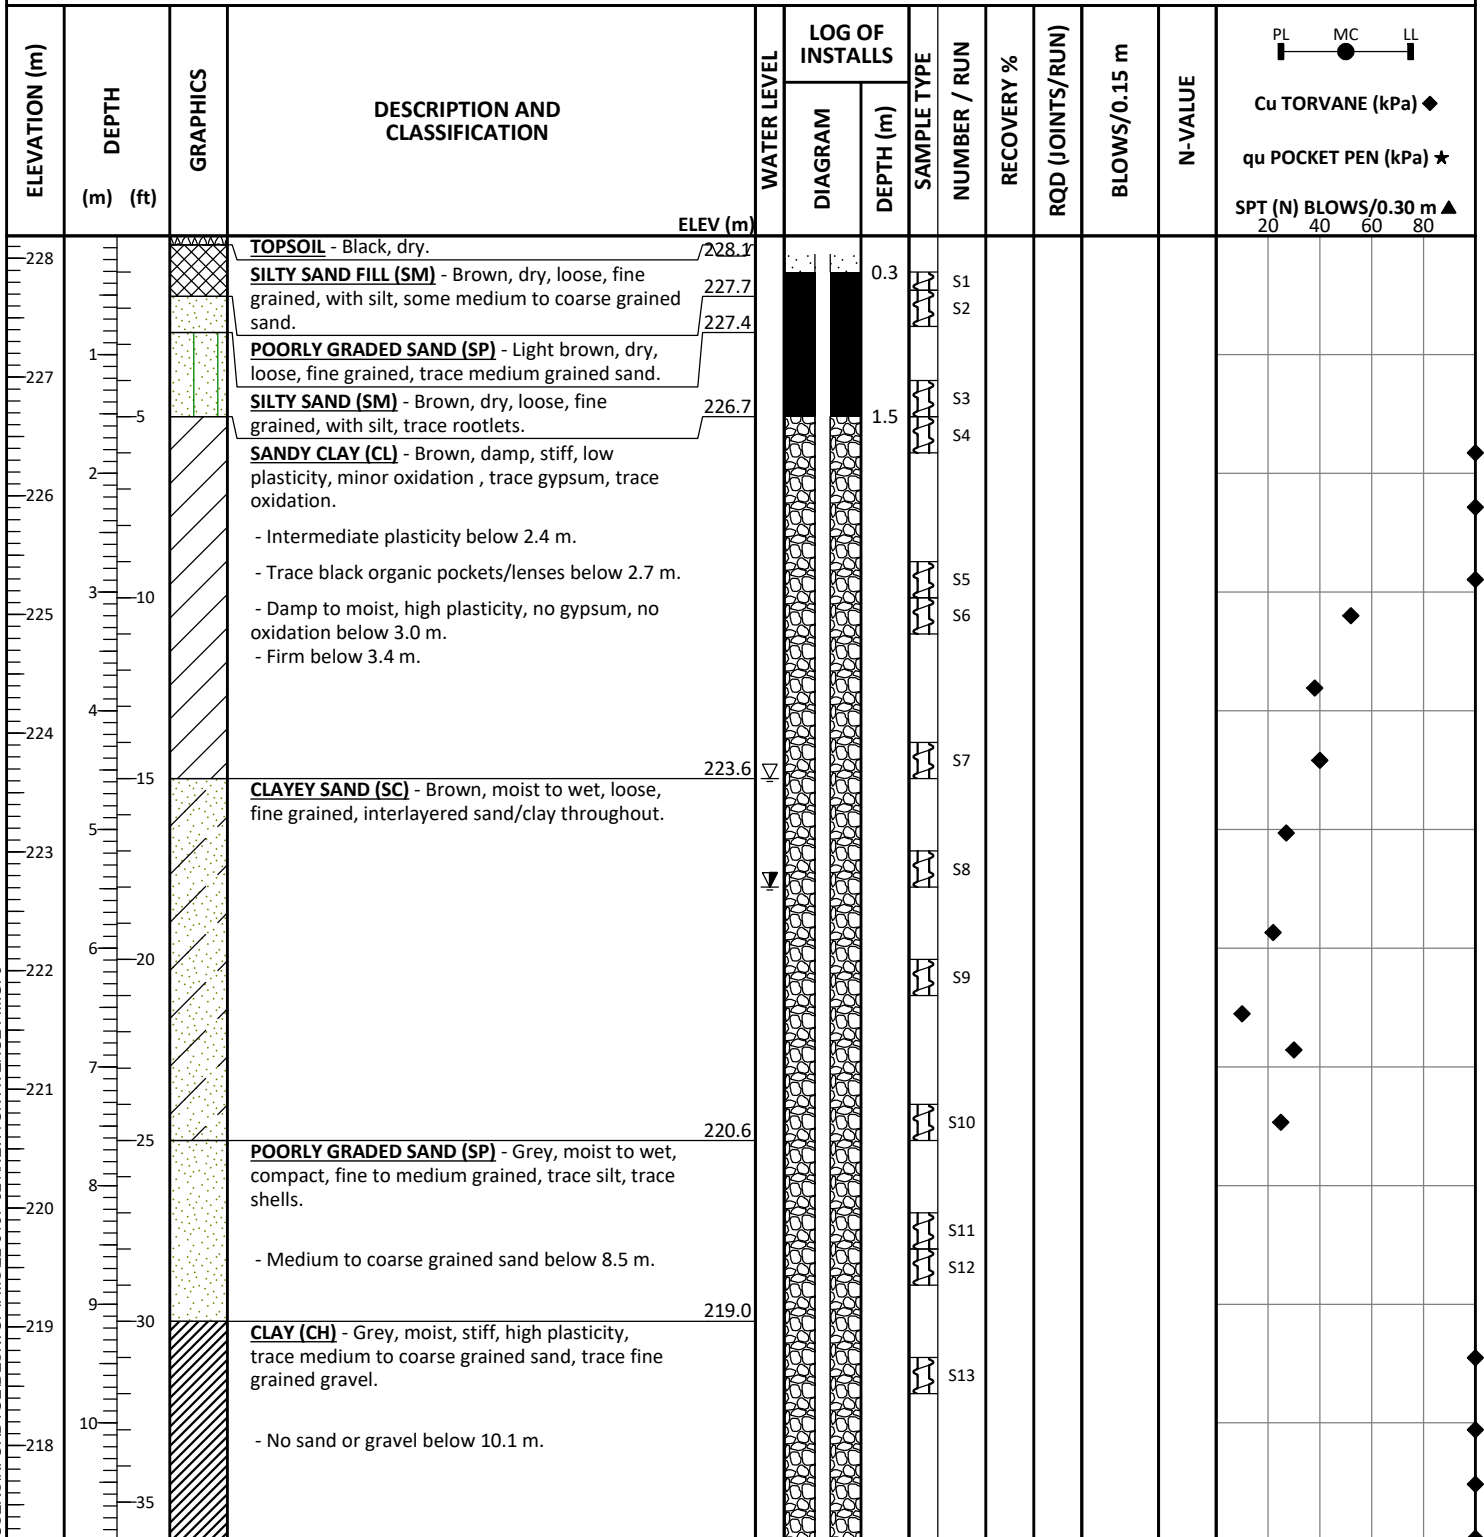 ELEVATION (m)
DEPTH
(m) (ft)
GRAPHICS
DESCRIPTION AND
CLASSIFICATION
ELEV (m)
WATER LEVEL
LOG OF
INSTALLS
DIAGRAM
DEPTH (m)
SAMPLE TYPE
NUMBER / RUN
RECOVERY %
RQD (JOINTS/RUN)
BLOWS/0.15 m
N-VALUE
PL MC LL
Cu TORVANE (kPa) ◆
qu POCKET PEN (kPa) ★
SPT (N) BLOWS/0.30 m ▲
20 40 60 80
TOPSOIL - Black, dry.
228.1
228
SILTY SAND FILL (SM) - Brown, dry, loose, fine
grained, with silt, some medium to coarse grained
sand.
227.7
0.3
S1
S2
227.4
POORLY GRADED SAND (SP) - Light brown, dry,
loose, fine grained, trace medium grained sand.
1
227
SILTY SAND (SM) - Brown, dry, loose, fine
grained, with silt, trace rootlets.
226.7
5
1.5
S3
S4
SANDY CLAY (CL) - Brown, damp, stiff, low
plasticity, minor oxidation , trace gypsum, trace
oxidation.
2
226
- Intermediate plasticity below 2.4 m.
- Trace black organic pockets/lenses below 2.7 m.
S5
3
10
- Damp to moist, high plasticity, no gypsum, no
oxidation below 3.0 m.
225
S6
- Firm below 3.4 m.
4
224
S7
223.6
15
CLAYEY SAND (SC) - Brown, moist to wet, loose,
fine grained, interlayered sand/clay throughout.
5
223
S8
6
20
222
S9
7
221
S10
220.6
25
POORLY GRADED SAND (SP) - Grey, moist to wet,
compact, fine to medium grained, trace silt, trace
shells.
8
220
S11
- Medium to coarse grained sand below 8.5 m.
S12
9
219.0
30
219
CLAY (CH) - Grey, moist, stiff, high plasticity,
trace medium to coarse grained sand, trace fine
grained gravel.
S13
10
218
- No sand or gravel below 10.1 m.
35